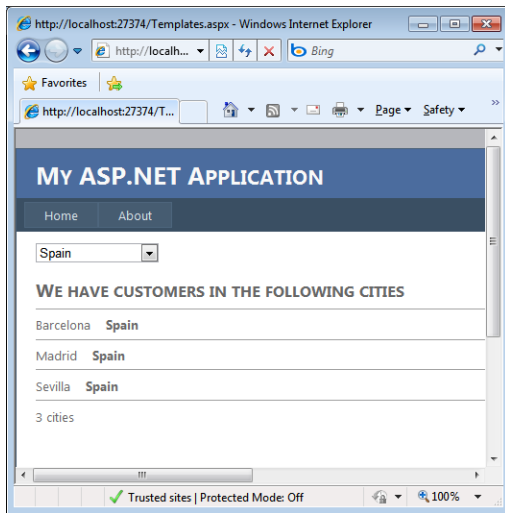 http://localhost:27374/Templates.aspx - Windows Internet Explorer
http://localh...
Bing
Favorites
http://localhost:27374/T...
Page
Safety
»
MY ASP.NET APPLICATION
Home
About
Spain
WE HAVE CUSTOMERS IN THE FOLLOWING CITIES
Barcelona Spain
Madrid Spain
Sevilla Spain
3 cities
Trusted sites | Protected Mode: Off
100%